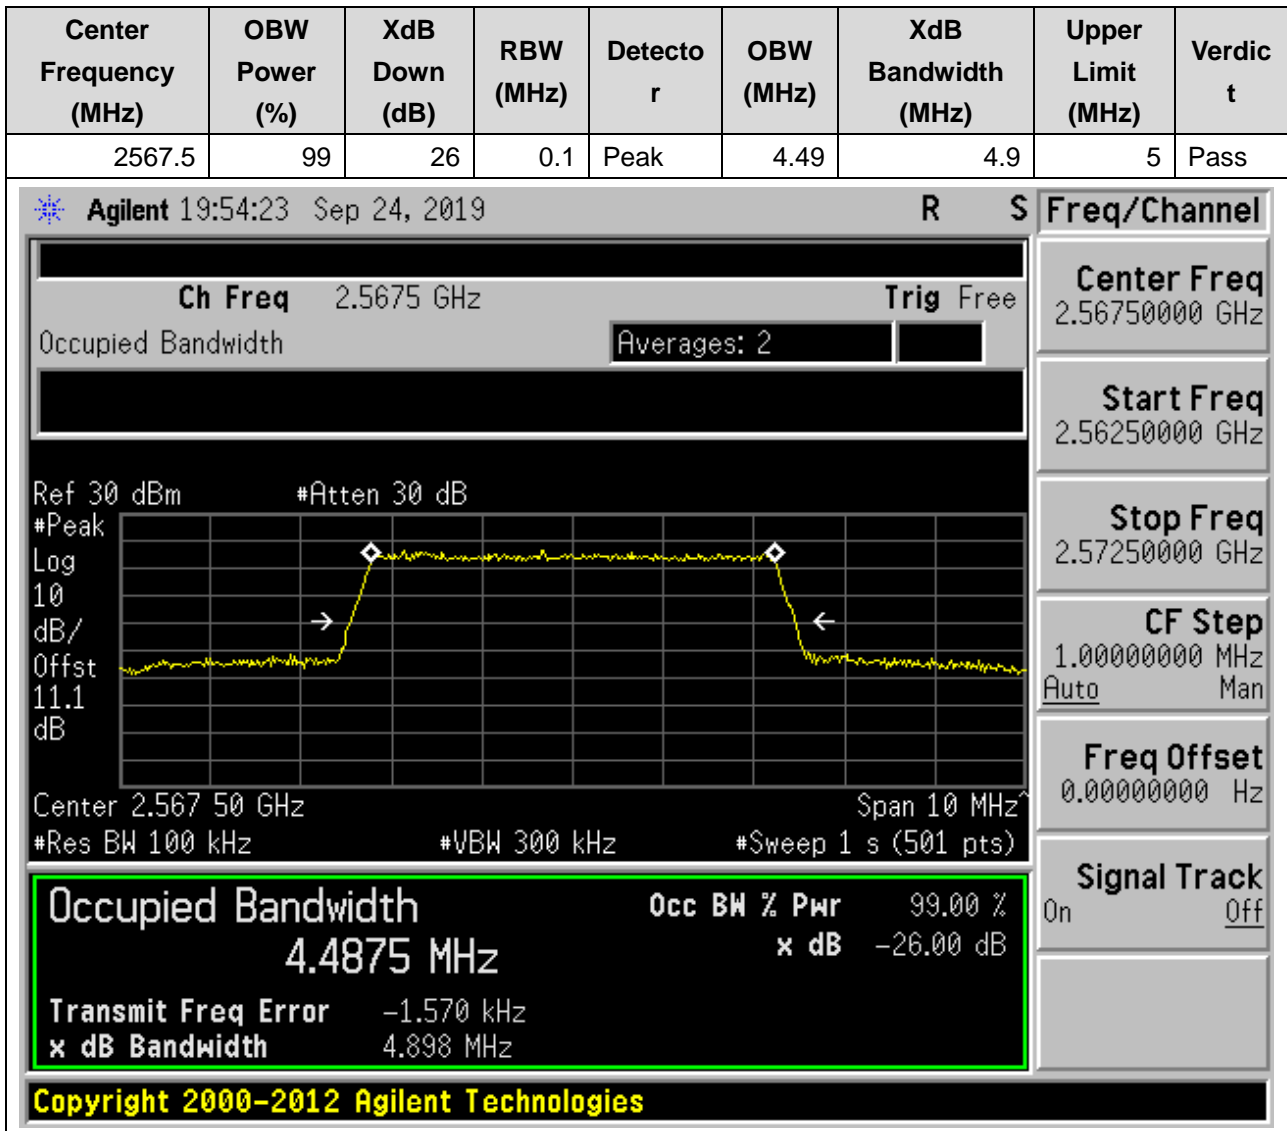 Center Frequency (MHz) OBW Power (%) XdB Down (dB) RBW (MHz) Detecto r OBW (MHz) XdB Bandwidth (MHz) Upper Limit (MHz) Verdic t
2567.5 99 26 0.1 Peak 4.49 4.9 5 Pass
Agilent 19:54:23 Sep 24, 2019 R S Freq/Channel
Ch Freq 2.5675 GHz Trig Free
Occupied Bandwidth Averages: 2
Center Freq
2.56750000 GHz
Start Freq
2.56250000 GHz
Stop Freq
2.57250000 GHz
CF Step
1.00000000 MHz
Auto Man
Freq Offset
0.00000000 Hz
Signal Track
On Off
Ref 30 dBm #Atten 30 dB
#Peak
Log
10
dB/
Offst
11.1
dB
Center 2.567 50 GHz Span 10 MHz^
#Res BW 100 kHz #VBW 300 kHz #Sweep 1 s (501 pts)
Occupied Bandwidth Occ BW % Pwr 99.00 %
4.4875 MHz x dB -26.00 dB
Transmit Freq Error -1.570 kHz
x dB Bandwidth 4.898 MHz
Copyright 2000-2012 Agilent Technologies